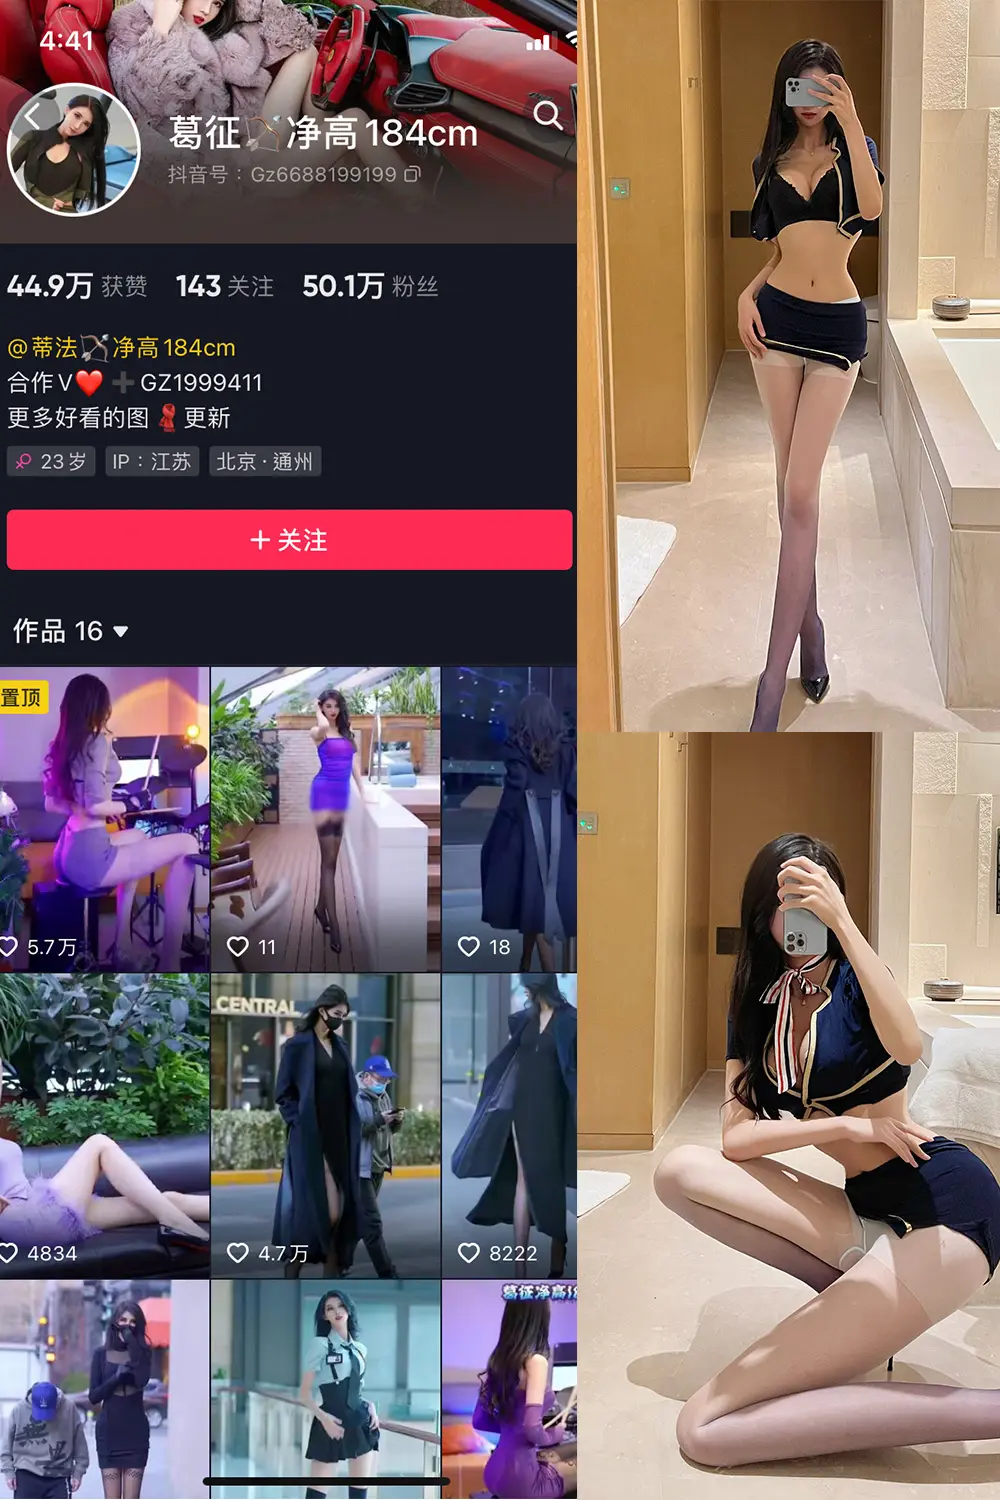 4:41
葛征🏹净高184cm
抖音号：Gz6688199199
44.9万 获赞 143 关注 50.1万 粉丝
@蒂法🏹净高184cm
合作V❤️➕GZ1999411
更多好看的图🧣更新
23岁 IP：江苏 北京·通州
+ 关注
作品 16
置顶
5.7万 11 18
CENTRAL
4834 4.7万 8222
葛征净高